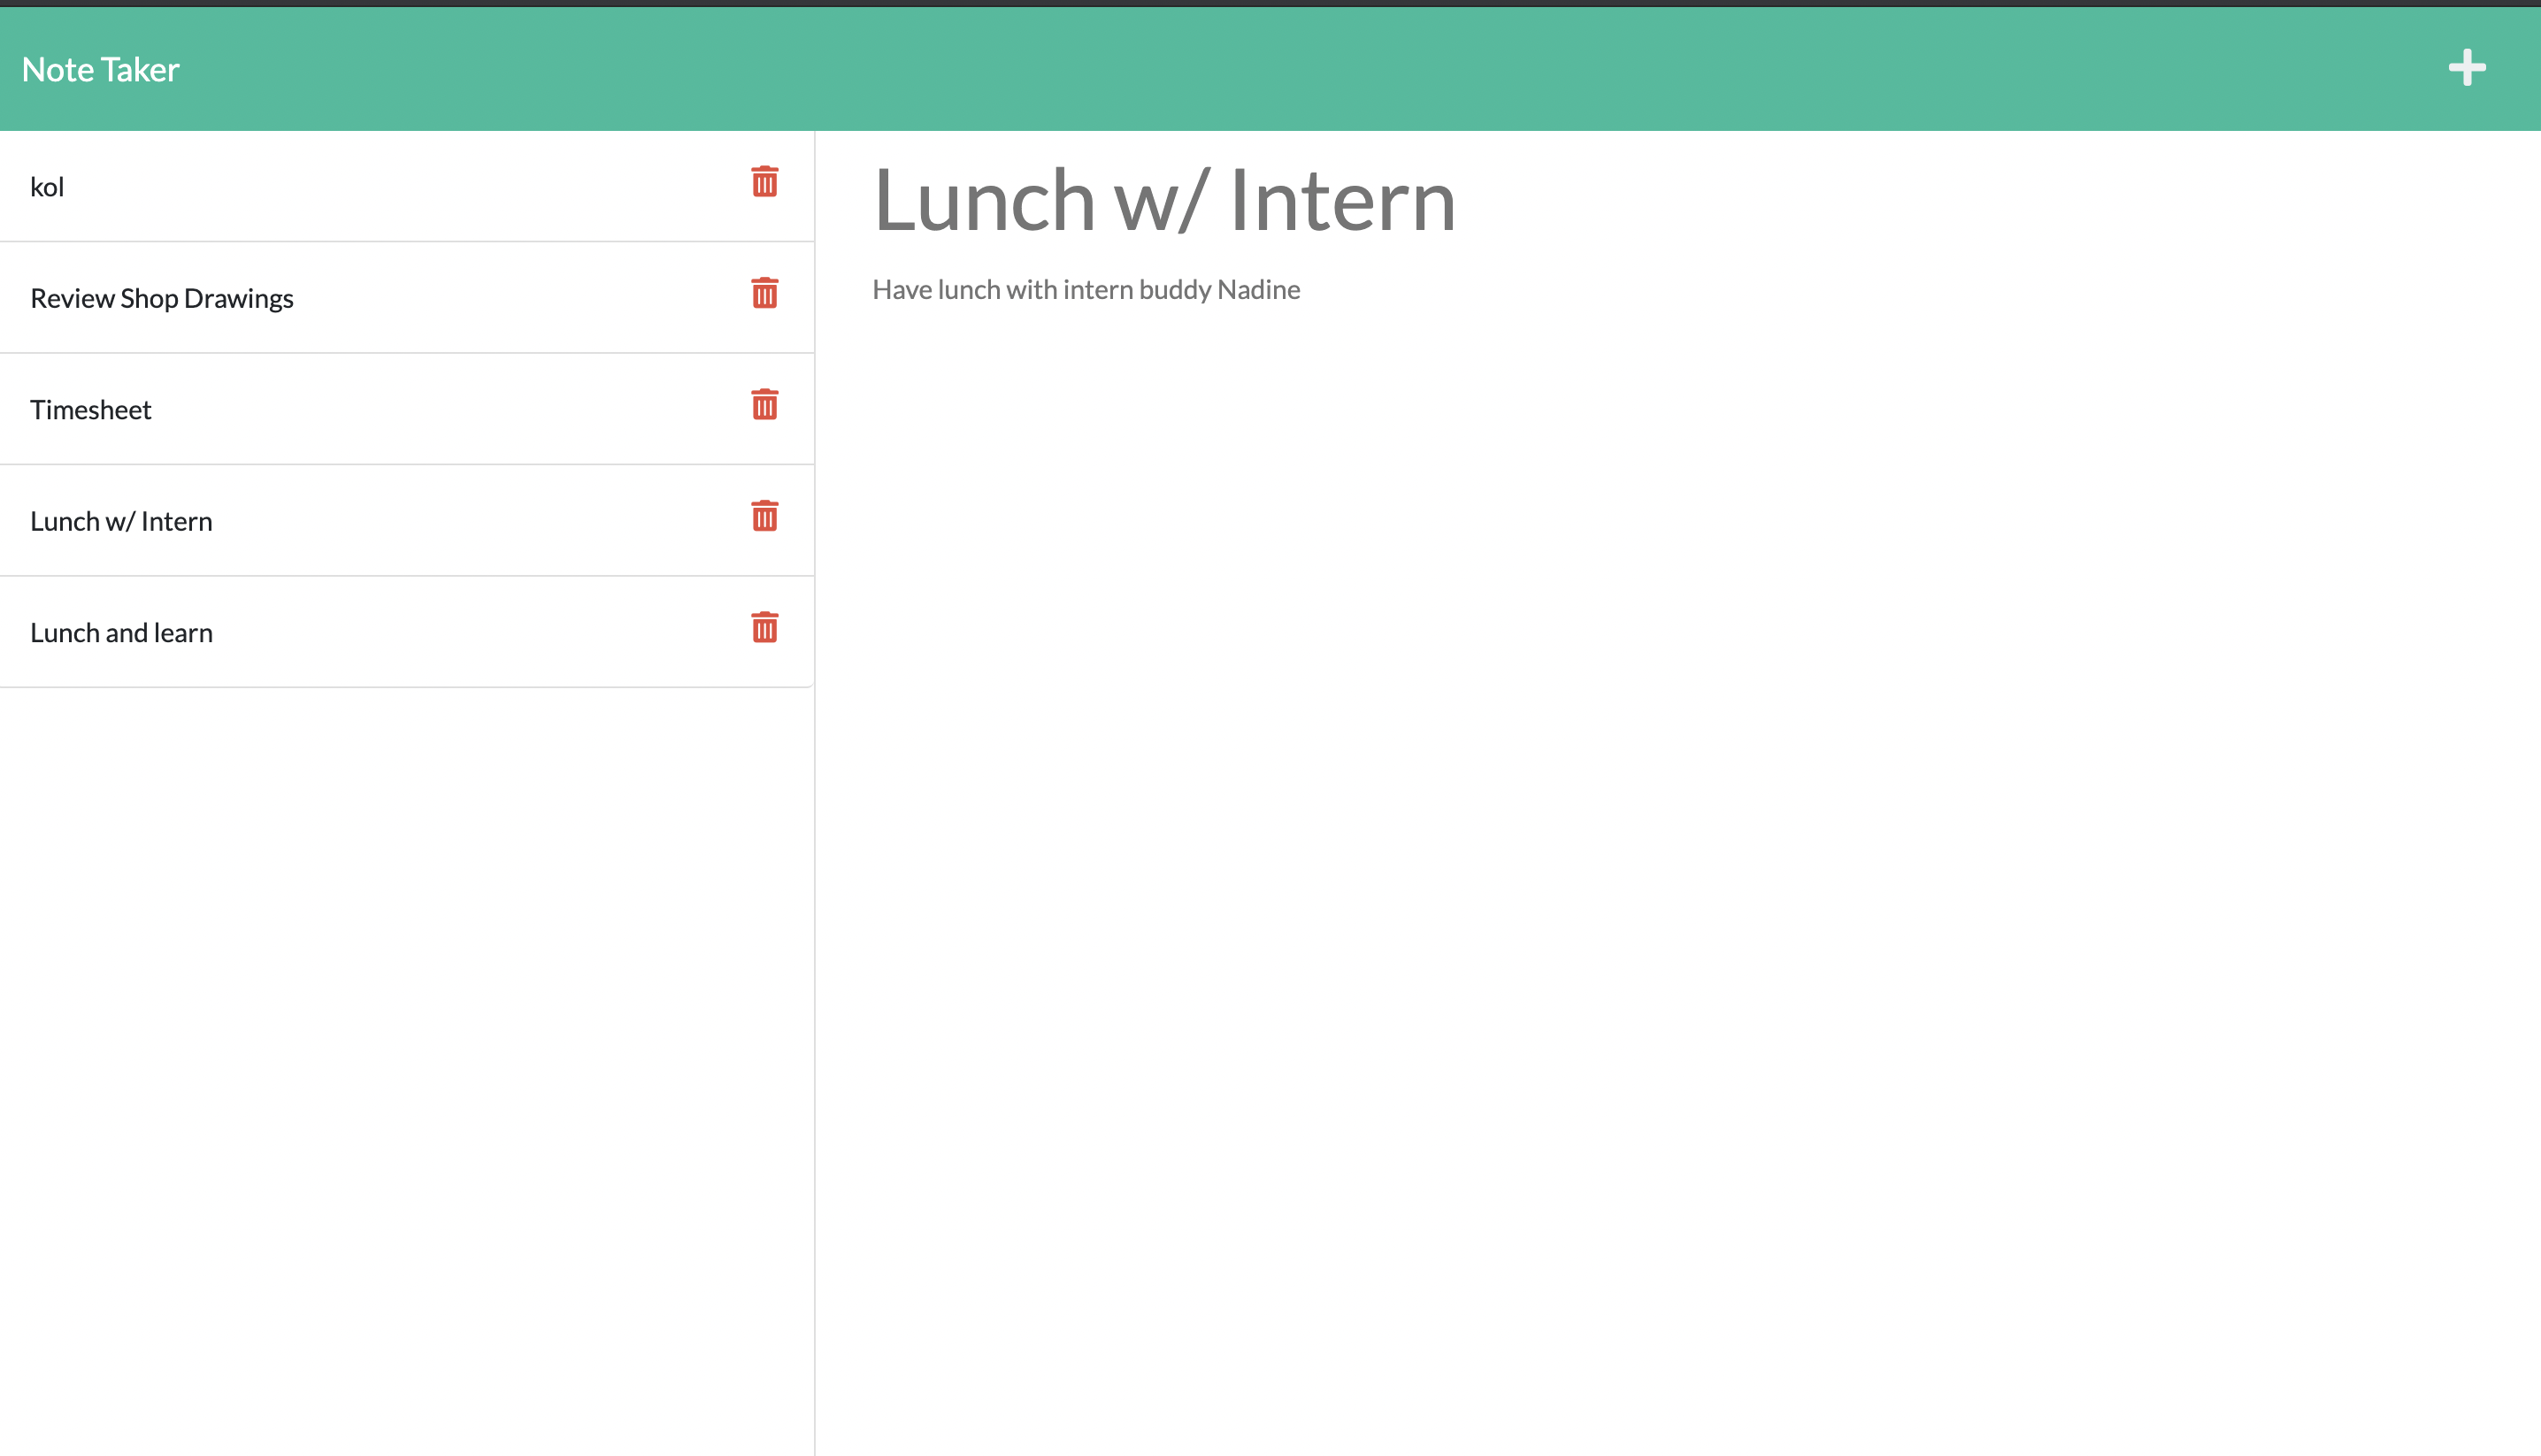 Note Taker
kol
Review Shop Drawings
Timesheet
Lunch w/ Intern
Lunch and learn
Lunch w/ Intern
Have lunch with intern buddy Nadine